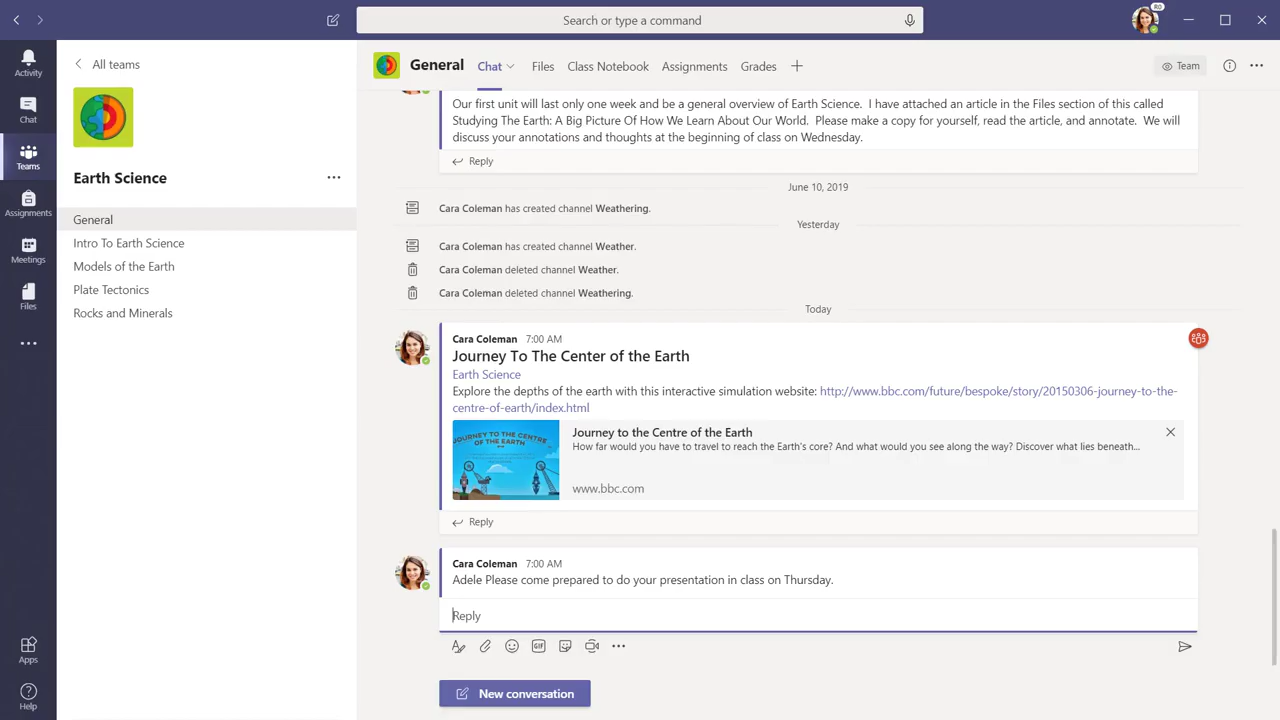 Search or type a command
RO
Activity
Chat
Teams
Assignments
Meetings
Files
Apps
Help
All teams
Earth Science
General
Intro To Earth Science
Models of the Earth
Plate Tectonics
Rocks and Minerals
General
Chat
Files
Class Notebook
Assignments
Grades
Team
Our first unit will last only one week and be a general overview of Earth Science. I have attached an article in the Files section of this called
Studying The Earth: A Big Picture Of How We Learn About Our World. Please make a copy for yourself, read the article, and annotate. We will
discuss your annotations and thoughts at the beginning of class on Wednesday.
Reply
June 10, 2019
Cara Coleman has created channel Weathering.
Yesterday
Cara Coleman has created channel Weather.
Cara Coleman deleted channel Weather.
Cara Coleman deleted channel Weathering.
Today
Cara Coleman 7:00 AM
Journey To The Center of the Earth
Earth Science
Explore the depths of the earth with this interactive simulation website: http://www.bbc.com/future/bespoke/story/20150306-journey-to-the-
centre-of-earth/index.html
JOURNEY TO THE CENTRE
OF THE EARTH
Journey to the Centre of the Earth
How far would you have to travel to reach the Earth's core? And what would you see along the way? Discover what lies beneath...
www.bbc.com
Reply
Cara Coleman 7:00 AM
Adele Please come prepared to do your presentation in class on Thursday.
Reply
GIF
New conversation